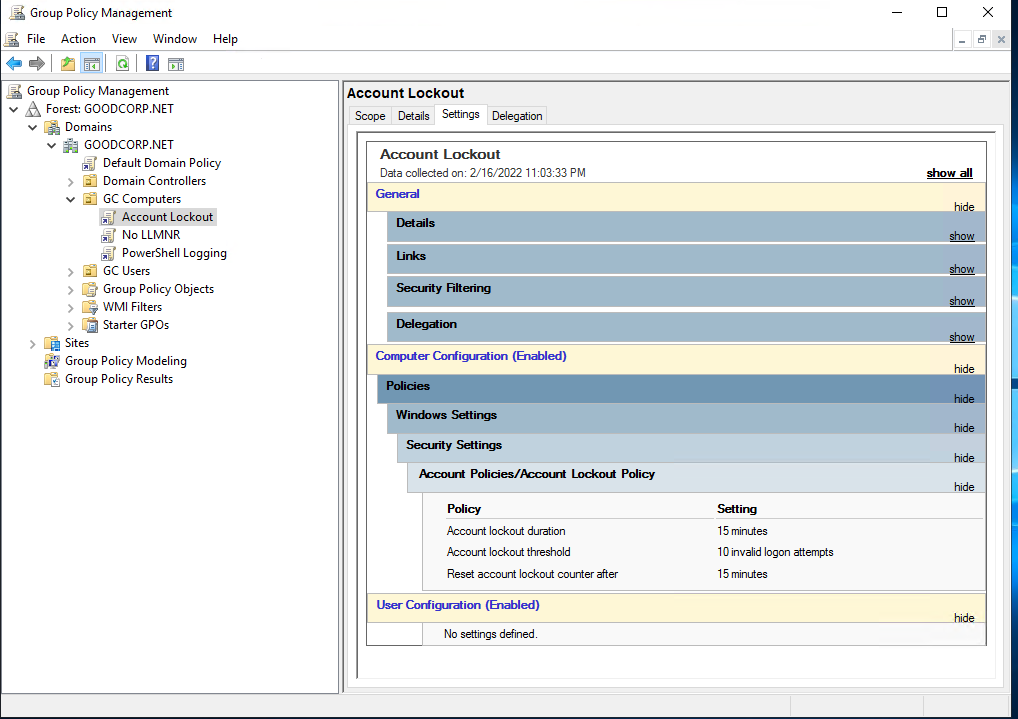 Group Policy Management
File Action View Window Help
Group Policy Management
Forest: GOODCORP.NET
Domains
GOODCORP.NET
Default Domain Policy
Domain Controllers
GC Computers
Account Lockout
No LLMNR
PowerShell Logging
GC Users
Group Policy Objects
WMI Filters
Starter GPOs
Sites
Group Policy Modeling
Group Policy Results
Account Lockout
Scope Details Settings Delegation
Account Lockout
Data collected on: 2/16/2022 11:03:33 PM show all
General hide
Details show
Links show
Security Filtering show
Delegation show
Computer Configuration (Enabled) hide
Policies hide
Windows Settings hide
Security Settings hide
Account Policies/Account Lockout Policy hide
Policy Setting
Account lockout duration 15 minutes
Account lockout threshold 10 invalid logon attempts
Reset account lockout counter after 15 minutes
User Configuration (Enabled) hide
No settings defined.